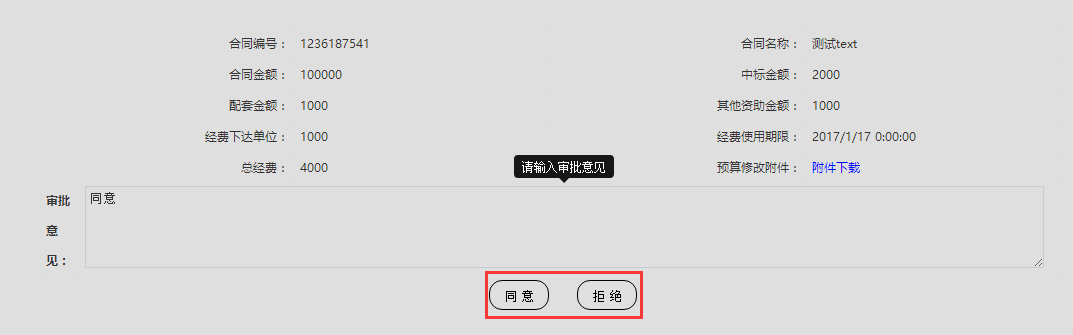 合同编号： 1236187541 合同名称： 测试text
合同金额： 100000 中标金额： 2000
配套金额： 1000 其他资助金额： 1000
经费下达单位： 1000 经费使用期限： 2017/1/17 0:00:00
总经费： 4000 预算修改附件： 附件下载
请输入审批意见
审批
意
见：
同意
同 意 拒 绝